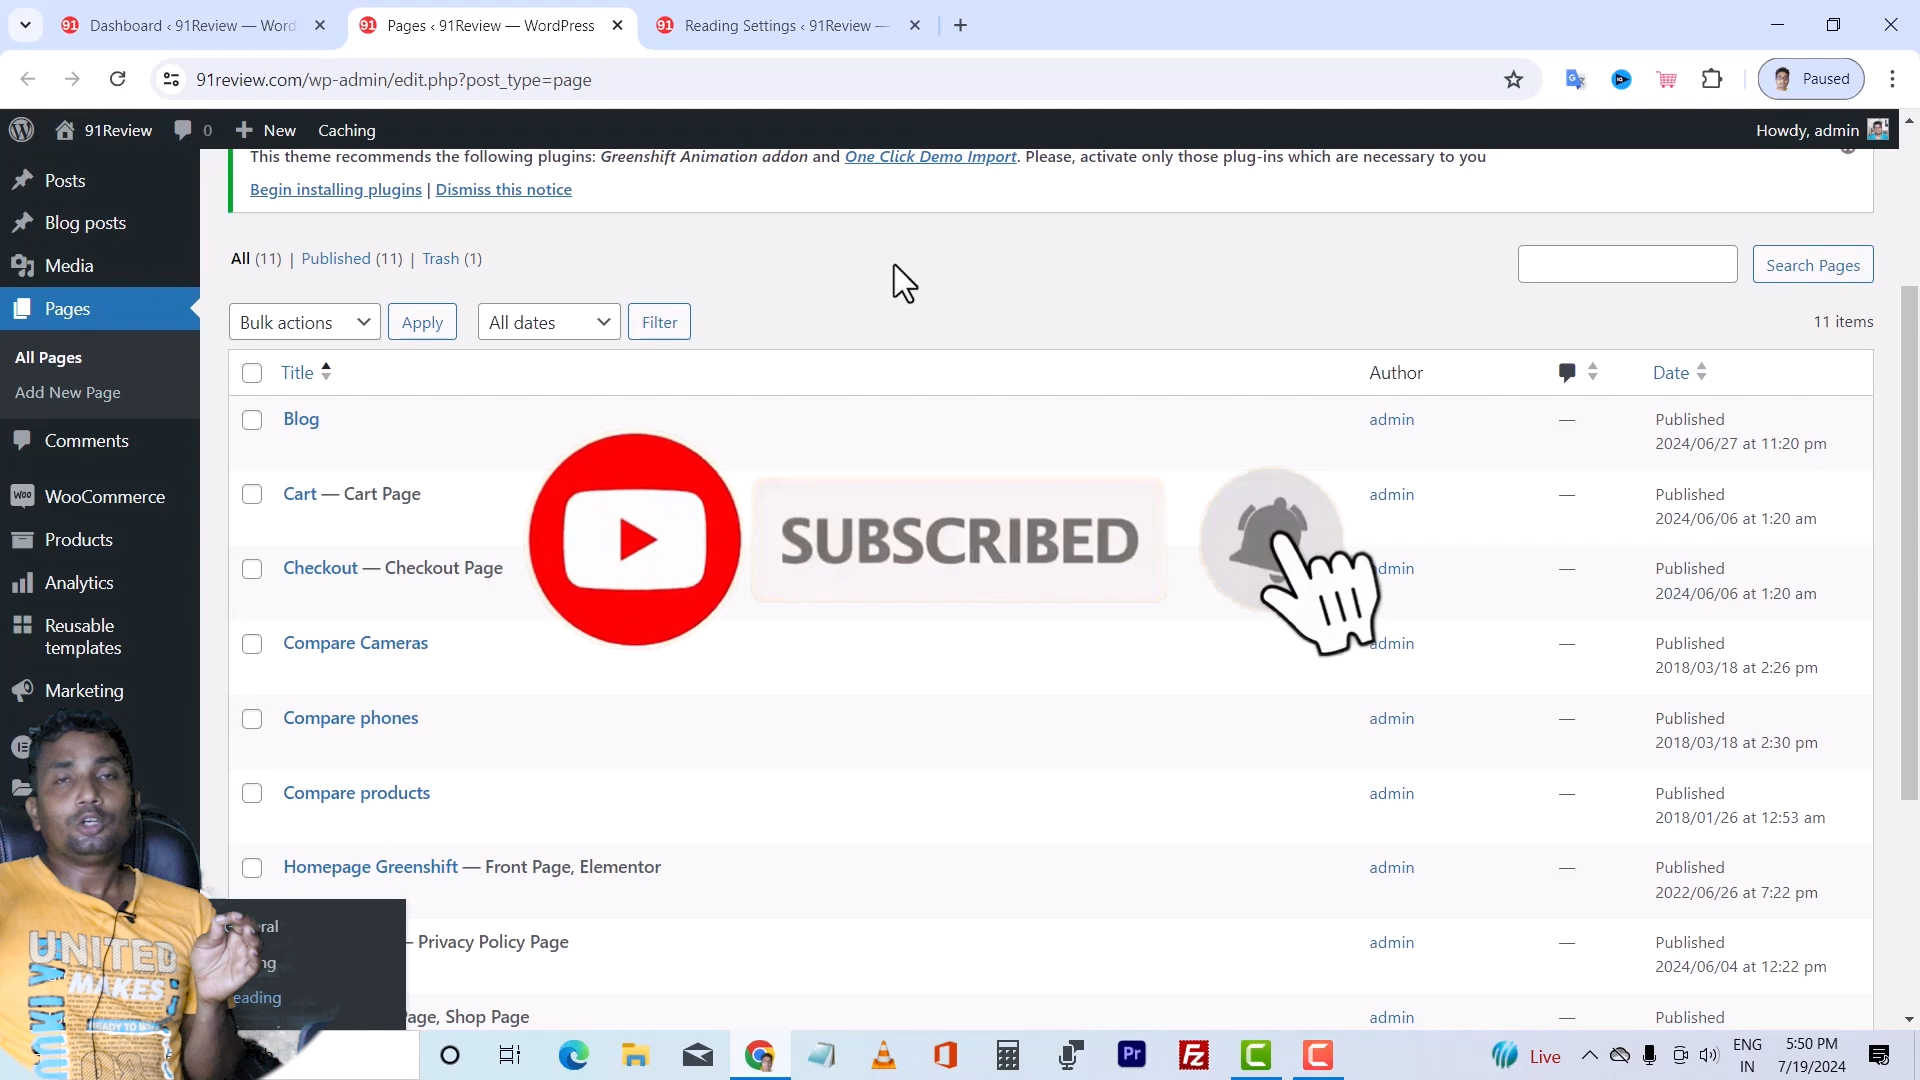 Dashboard ‹ 91Review — Word
Pages ‹ 91Review — WordPress
Reading Settings ‹ 91Review —
91review.com/wp-admin/edit.php?post_type=page
Paused
91Review
0
New
Caching
Howdy, admin
This theme recommends the following plugins: Greenshift Animation addon and One Click Demo Import. Please, activate only those plug-ins which are necessary to you
Begin installing plugins | Dismiss this notice
Posts
Blog posts
Media
Pages
All Pages
Add New Page
Comments
WooCommerce
Products
Analytics
Reusable
templates
Marketing
All (11) | Published (11) | Trash (1)
Search Pages
Bulk actions
Apply
All dates
Filter
11 items
Title
Author
Date
Blog
admin
—
Published
2024/06/27 at 11:20 pm
Cart — Cart Page
admin
—
Published
2024/06/06 at 1:20 am
Checkout — Checkout Page
dmin
—
Published
2024/06/06 at 1:20 am
SUBSCRIBED
Compare Cameras
admin
—
Published
2018/03/18 at 2:26 pm
Compare phones
admin
—
Published
2018/03/18 at 2:30 pm
Compare products
admin
—
Published
2018/01/26 at 12:53 am
Homepage Greenshift — Front Page, Elementor
admin
—
Published
2022/06/26 at 7:22 pm
— Privacy Policy Page
admin
—
Published
2024/06/04 at 12:22 pm
age, Shop Page
admin
—
Published
eral
ng
eading
UNITED
MAKES
READY TO
Live
ENG
IN
5:50 PM
7/19/2024